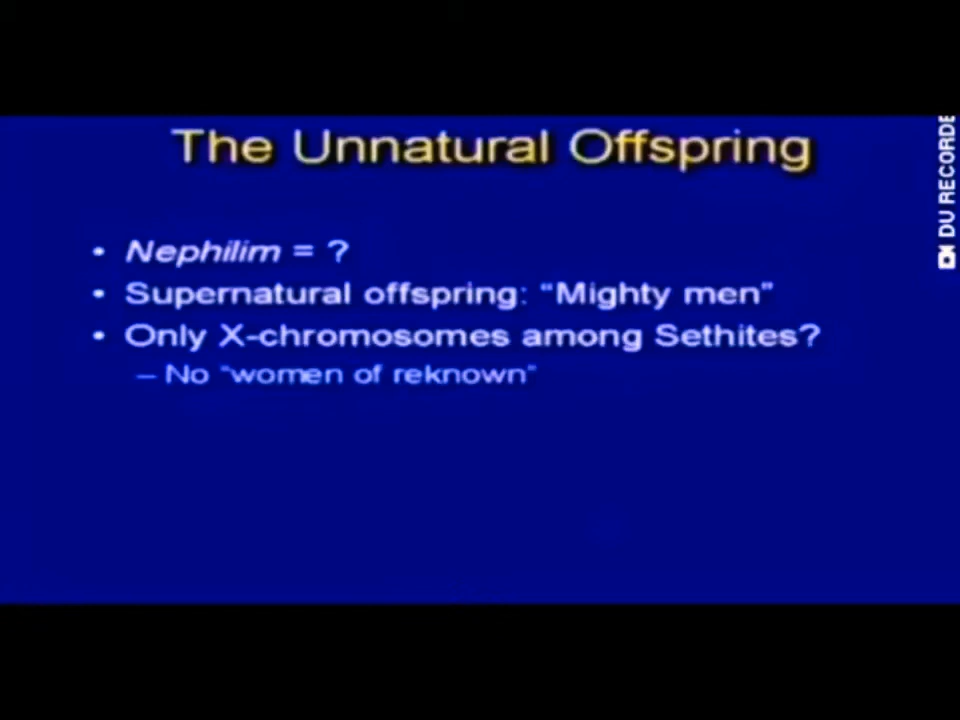 The Unnatural Offspring
• Nephilim = ?
• Supernatural offspring: “Mighty men”
• Only X-chromosomes among Sethites?
– No “women of reknown”
DU RECORDE